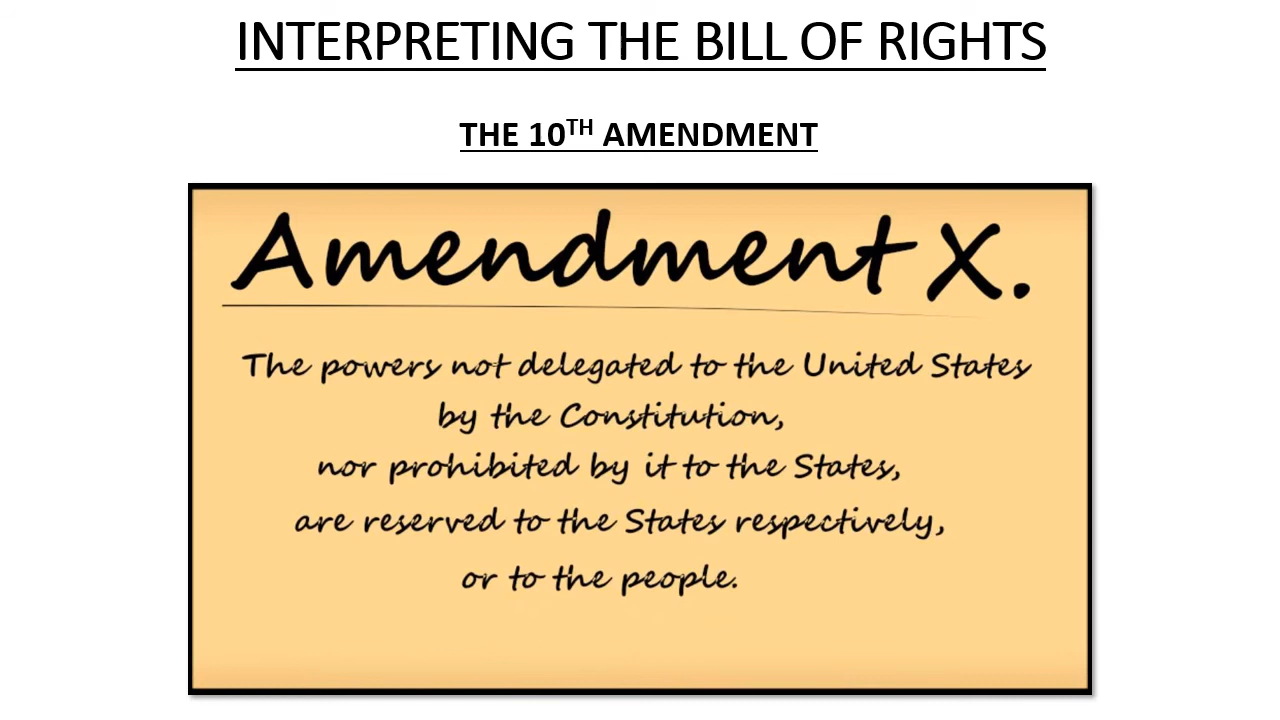 INTERPRETING THE BILL OF RIGHTS
THE 10TH AMENDMENT
Amendment X.
The powers not delegated to the United States
by the Constitution,
nor prohibited by it to the States,
are reserved to the States respectively,
or to the people.